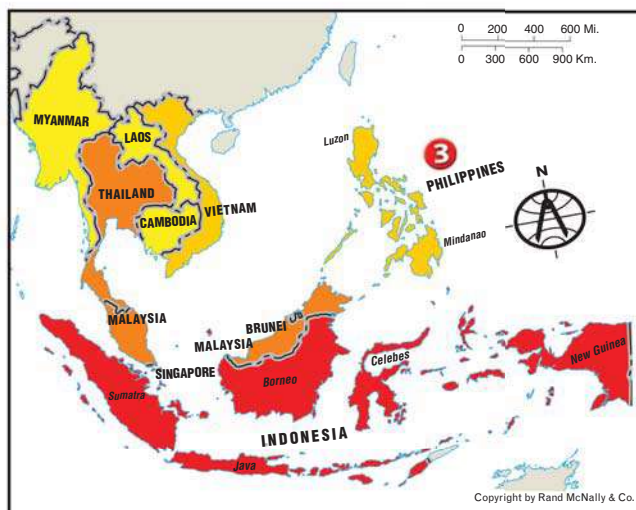 0 200 400 600 Mi.
0 300 600 900 Km.
MYANMAR
LAOS
Luzon
3
PHILIPPINES
N
THAILAND
CAMBODIA
VIETNAM
Mindanao
MALAYSIA
BRUNEI
MALAYSIA
SINGAPORE
Celebes
New Guinea
Sumatra
Borneo
INDONESIA
Java
Copyright by Rand McNally & Co.